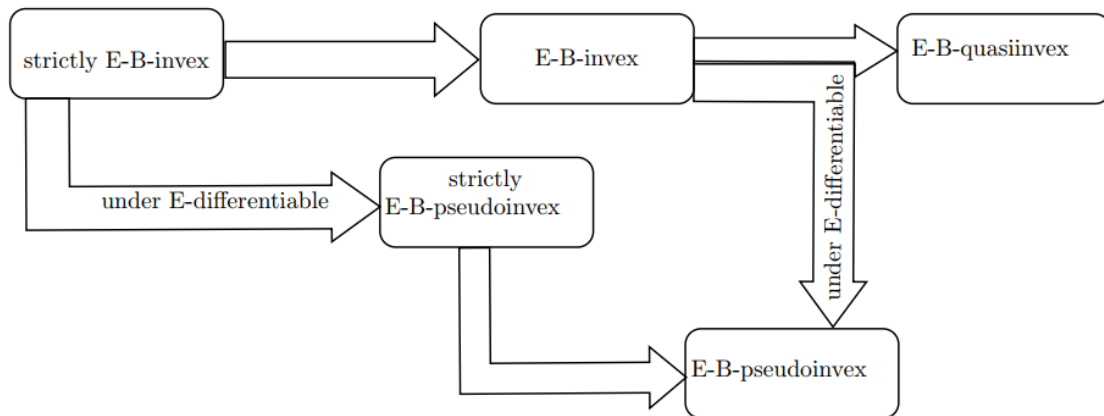 strictly E-B-invex
E-B-invex
E-B-quasiinvex
under E-differentiable
strictly
E-B-pseudoinvex
under E-differentiable
E-B-pseudoinvex